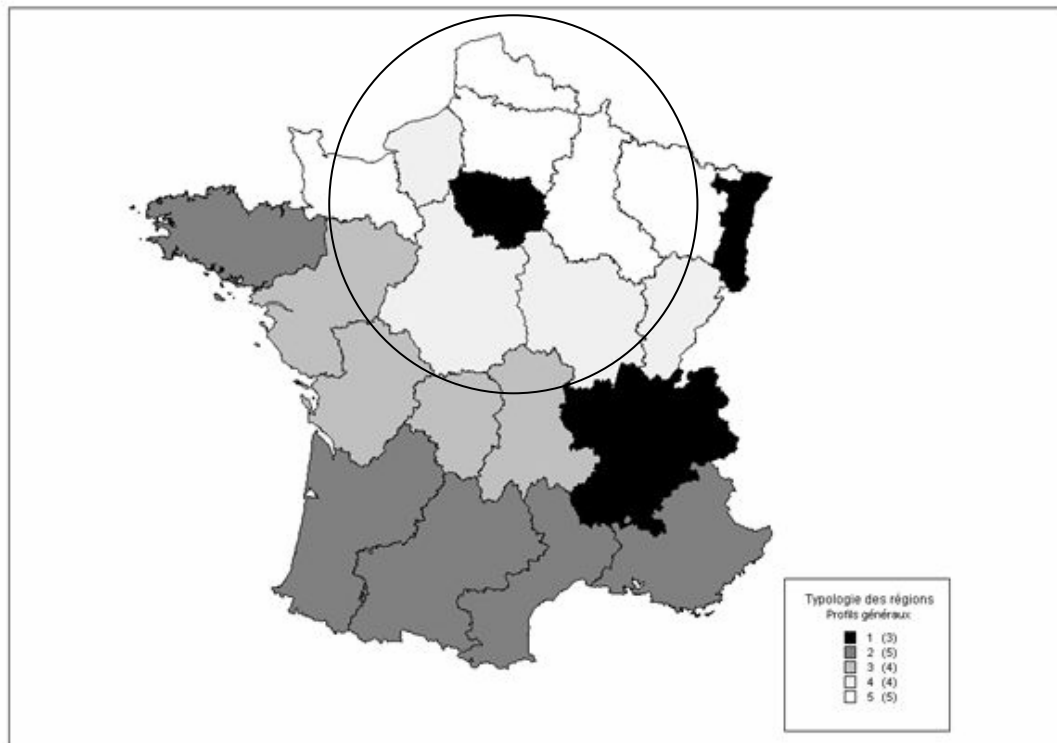 Typologie des régions
Profils généraux
1 (3)
2 (5)
3 (4)
4 (4)
5 (5)